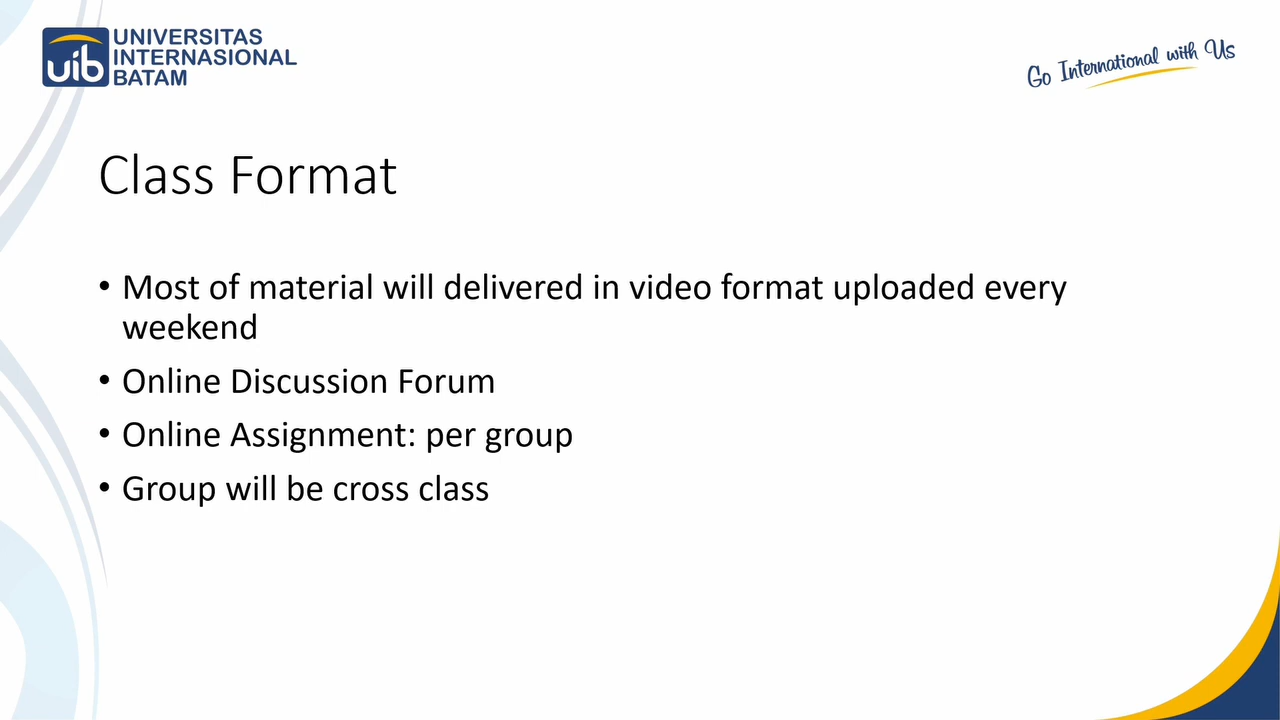 uib
UNIVERSITAS
INTERNASIONAL
BATAM
Go International with Us
Class Format
• Most of material will delivered in video format uploaded every
weekend
• Online Discussion Forum
• Online Assignment: per group
• Group will be cross class